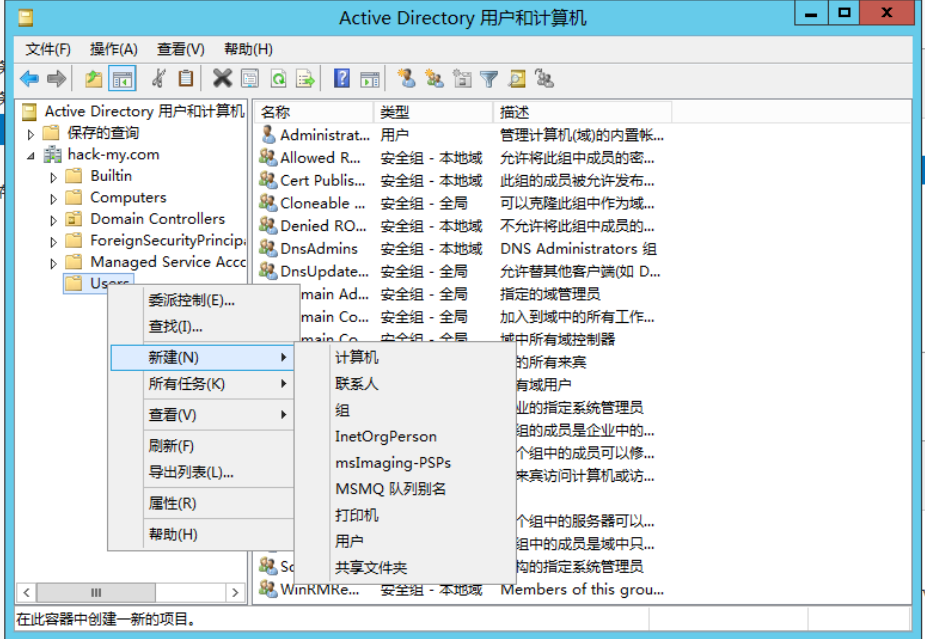 Active Directory 用户和计算机
文件(F) 操作(A) 查看(V) 帮助(H)
Active Directory 用户和计算机
保存的查询
hack-my.com
Builtin
Computers
Domain Controllers
ForeignSecurityPrincip
Managed Service Acc
Users
委派控制(E)...
查找(I)...
新建(N)
所有任务(K)
查看(V)
刷新(F)
导出列表(L)...
属性(R)
帮助(H)
计算机
联系人
组
InetOrgPerson
msImaging-PSPs
MSMQ 队列别名
打印机
用户
共享文件夹
名称 类型 描述
Administrat... 用户 管理计算机(域)的内置帐...
Allowed R... 安全组 - 本地域 允许将此组中成员的密...
Cert Publis... 安全组 - 本地域 此组的成员被允许发布...
Cloneable ... 安全组 - 全局 可以克隆此组中作为域...
Denied RO... 安全组 - 本地域 不允许将此组中成员的...
DnsAdmins 安全组 - 本地域 DNS Administrators 组
DnsUpdate... 安全组 - 全局 允许替其他客户端(如 D...
main Ad... 安全组 - 全局 指定的域管理员
main Co... 安全组 - 全局 加入到域中的所有工作...
main Co... 安全组 - 全局 域中所有域控制器
的所有来宾
有域用户
业的指定系统管理员
组的成员是企业中的...
个组中的成员可以修...
来宾访问计算机或访...
个组中的服务器可以...
组中的成员是域中只...
构的指定系统管理员
WinRMRe... 安全组 - 本地域 Members of this grou...
在此容器中创建一新的项目。